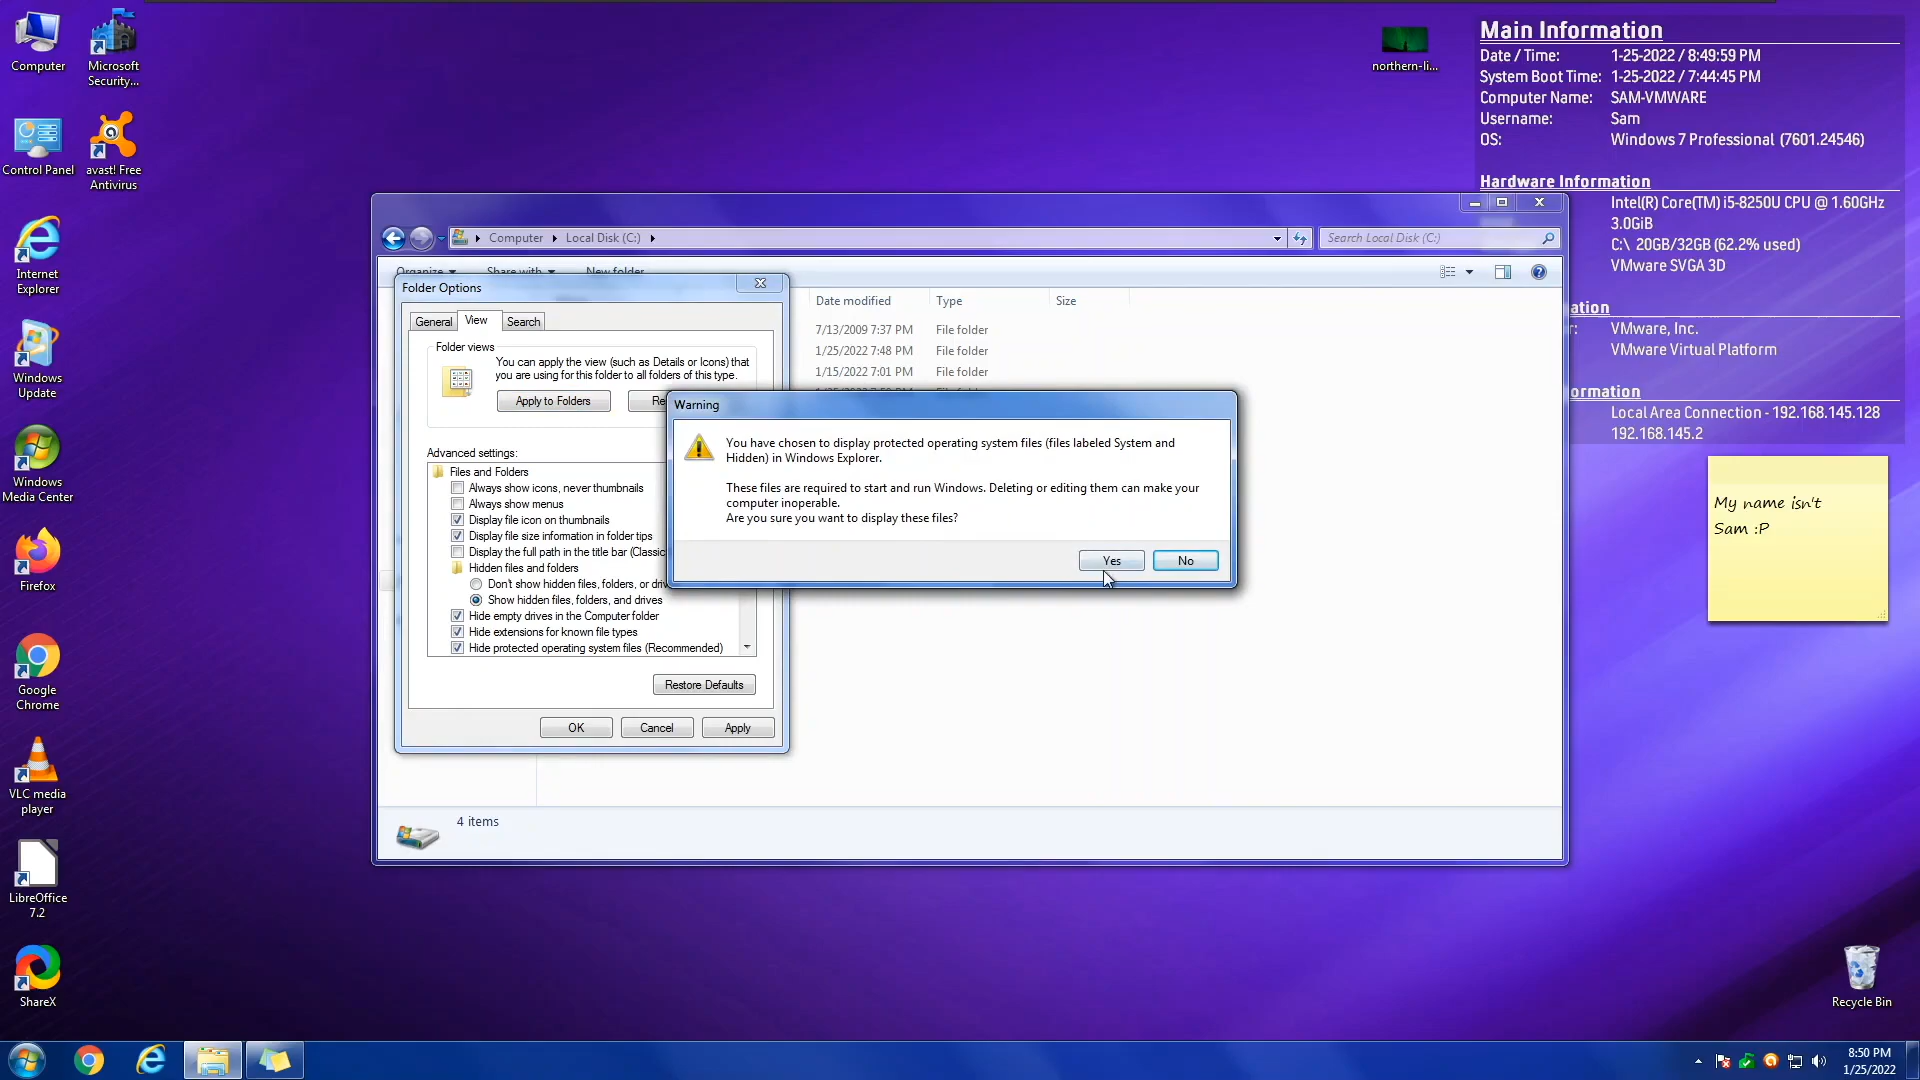 Computer
Microsoft
Security...
Control Panel
avast! Free
Antivirus
Internet
Explorer
Windows
Update
Windows
Media Center
Firefox
Google
Chrome
VLC media
player
LibreOffice
7.2
ShareX
northern-li...
Main Information
Date / Time: 1-25-2022 / 8:49:59 PM
System Boot Time: 1-25-2022 / 7:44:45 PM
Computer Name: SAM-VMWARE
Username: Sam
OS: Windows 7 Professional (7601.24546)
Hardware Information
Intel(R) Core(TM) i5-8250U CPU @ 1.60GHz
3.0GiB
C:\ 20GB/32GB (62.2% used)
VMware SVGA 3D
ation
r: VMware, Inc.
VMware Virtual Platform
ormation
Local Area Connection - 192.168.145.128
192.168.145.2
My name isn't
Sam :P
Computer Local Disk (C:)
Search Local Disk (C:)
Organize Share with New folder
Date modified Type Size
7/13/2009 7:37 PM File folder
1/25/2022 7:48 PM File folder
1/15/2022 7:01 PM File folder
4 items
Folder Options
General View Search
Folder views
You can apply the view (such as Details or Icons) that
you are using for this folder to all folders of this type.
Apply to Folders Re
Advanced settings:
Files and Folders
Always show icons, never thumbnails
Always show menus
Display file icon on thumbnails
Display file size information in folder tips
Display the full path in the title bar (Classic
Hidden files and folders
Don't show hidden files, folders, or driv
Show hidden files, folders, and drives
Hide empty drives in the Computer folder
Hide extensions for known file types
Hide protected operating system files (Recommended)
Restore Defaults
OK Cancel Apply
Warning
You have chosen to display protected operating system files (files labeled System and
Hidden) in Windows Explorer.
These files are required to start and run Windows. Deleting or editing them can make your
computer inoperable.
Are you sure you want to display these files?
Yes No
Recycle Bin
8:50 PM
1/25/2022